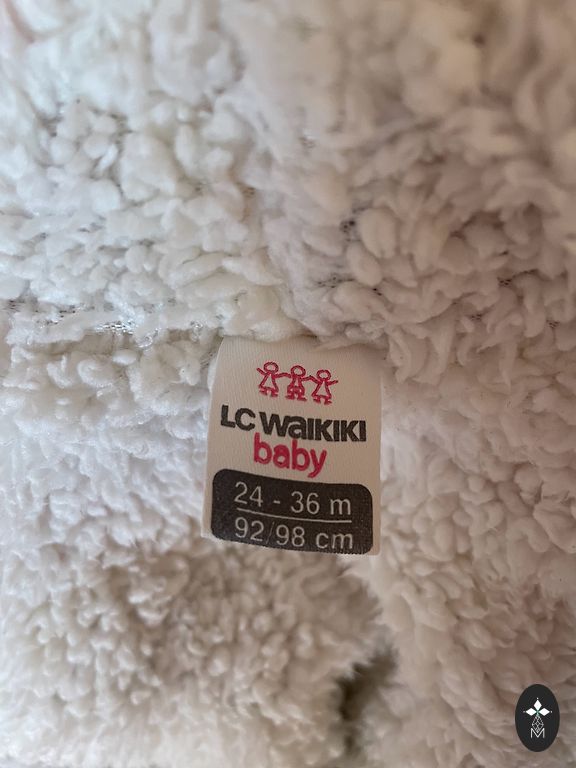 LC WAIKIKI
baby
24 - 36 m
92/98 cm